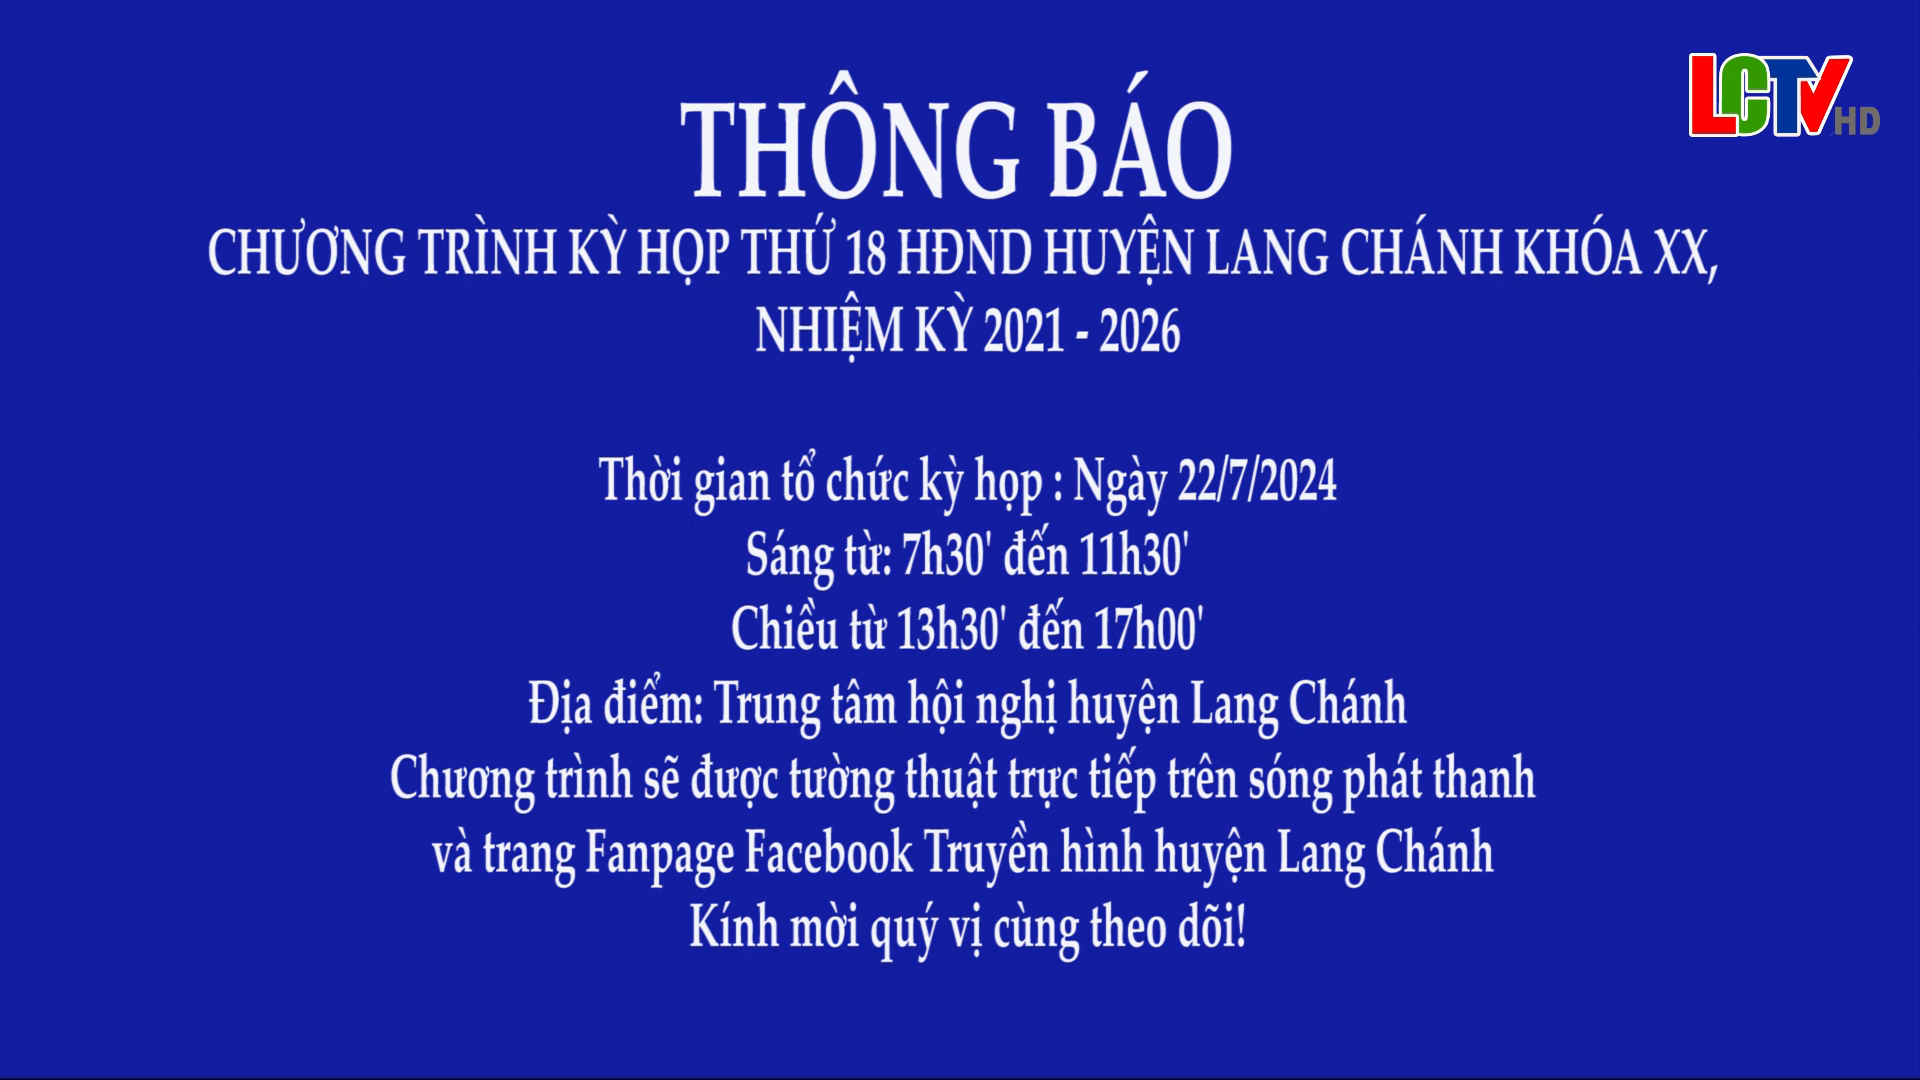 LCTV HD
THÔNG BÁO
CHƯƠNG TRÌNH KỲ HỌP THỨ 18 HĐND HUYỆN LANG CHÁNH KHÓA XX,
NHIỆM KỲ 2021 - 2026
Thời gian tổ chức kỳ họp : Ngày 22/7/2024
Sáng từ: 7h30' đến 11h30'
Chiều từ 13h30' đến 17h00'
Địa điểm: Trung tâm hội nghị huyện Lang Chánh
Chương trình sẽ được tường thuật trực tiếp trên sóng phát thanh
và trang Fanpage Facebook Truyền hình huyện Lang Chánh
Kính mời quý vị cùng theo dõi!